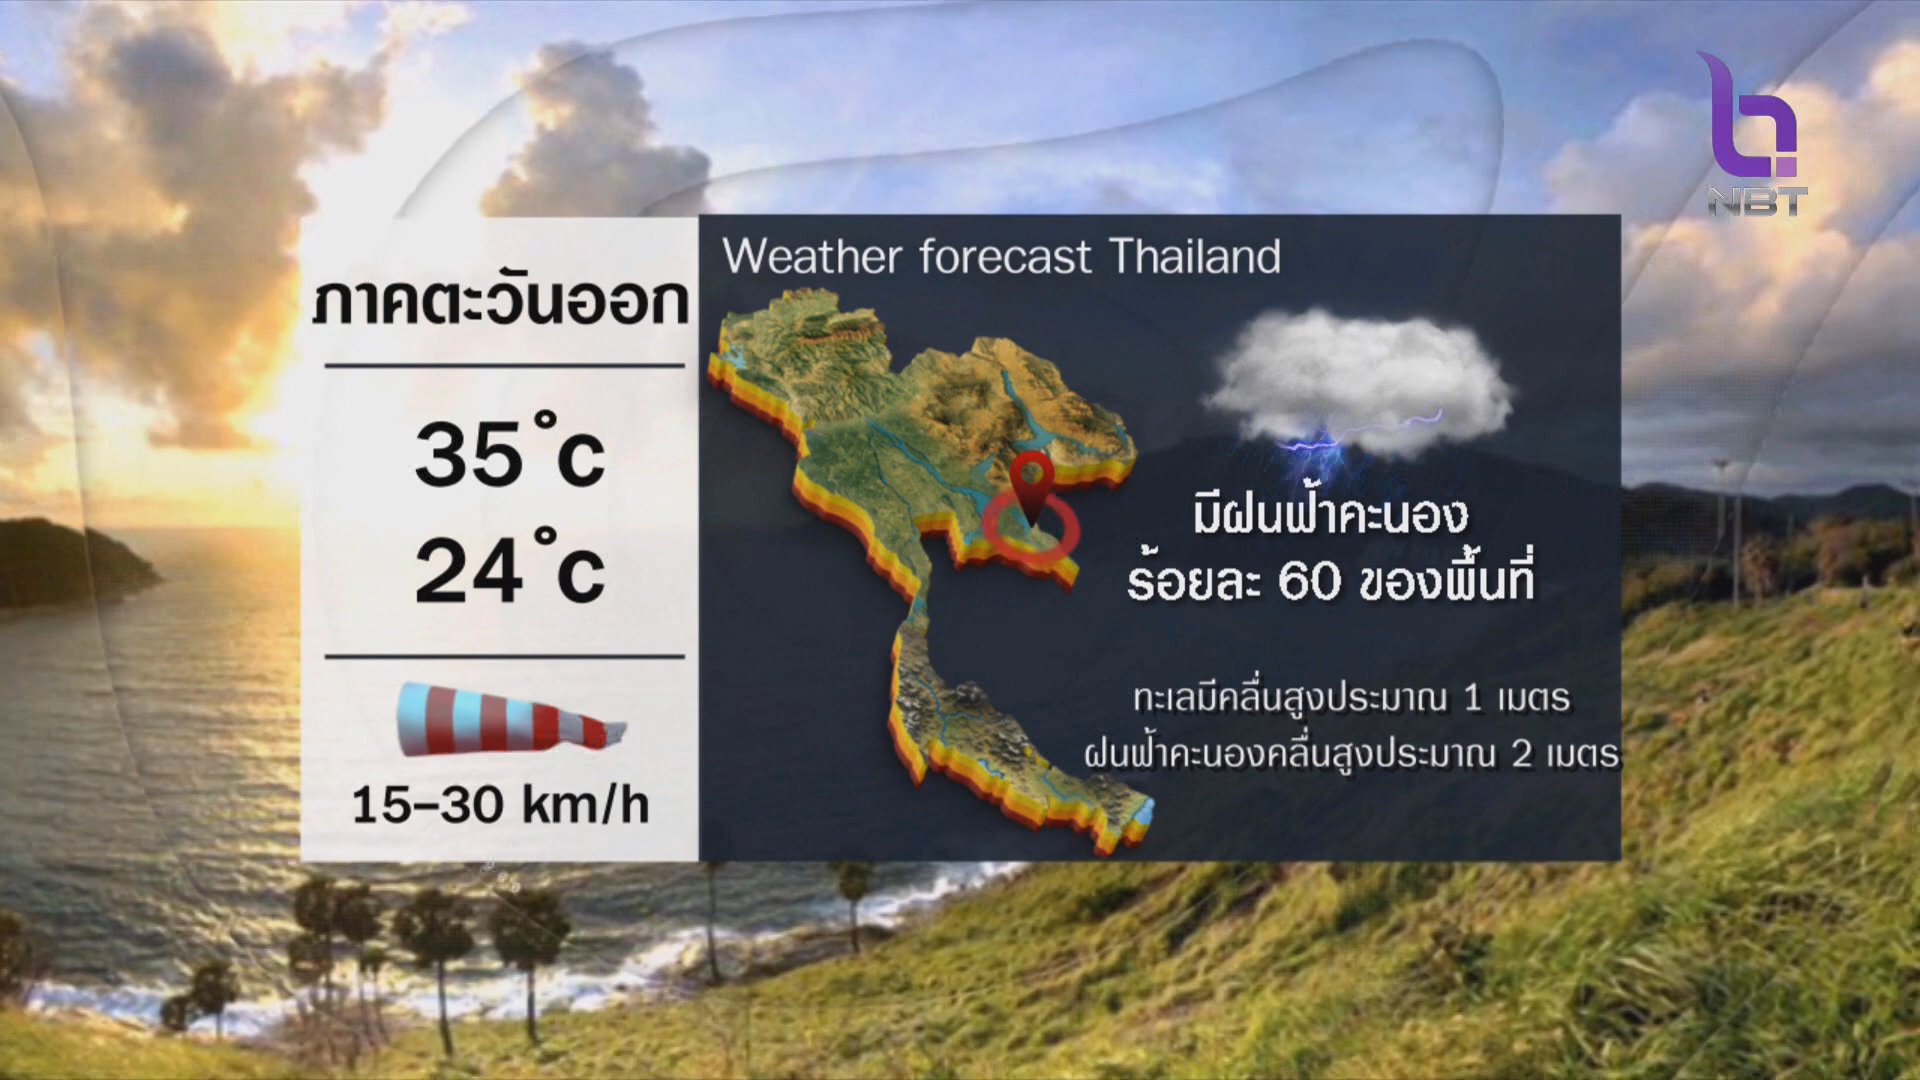 NBT
Weather forecast Thailand
ภาคตะวันออก
35°c
24°c
15-30 km/h
มีฝนฟ้าคะนอง
ร้อยละ 60 ของพื้นที่
ทะเลมีคลื่นสูงประมาณ 1 เมตร
ฝนฟ้าคะนองคลื่นสูงประมาณ 2 เมตร